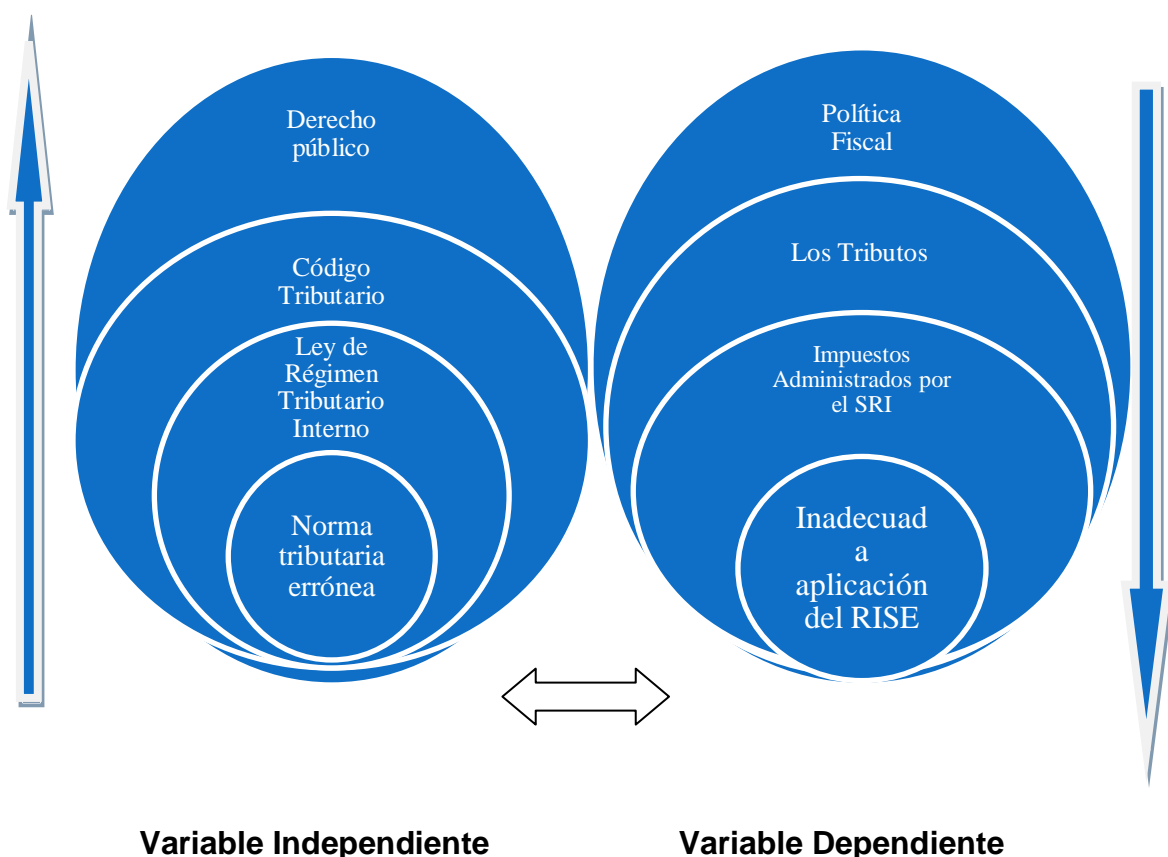 Derecho
público
Código
Tributario
Ley de
Régimen
Tributario
Interno
Norma
tributaria
errónea
Política
Fiscal
Los Tributos
Impuestos
Administrados por
el SRI
Inadecuad
a
aplicación
del RISE
Variable Independiente
Variable Dependiente